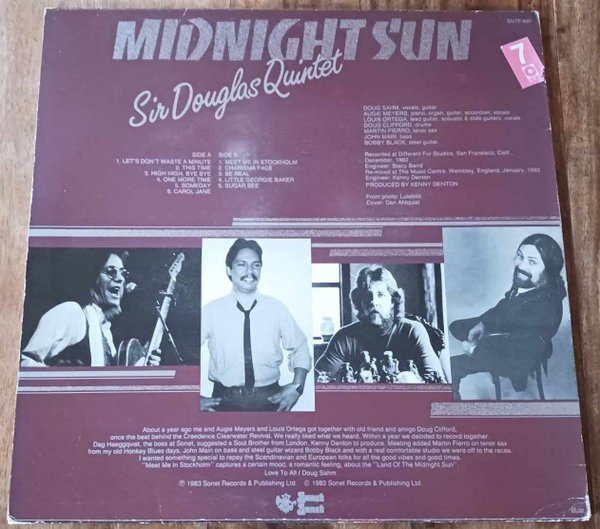 MIDNIGHT SUN
SNTF-897
7
Sir Douglas Quintet
DOUG SAHM, vocals, guitar
AUGIE MEYERS, piano, organ, guitar, accordian, vocals
LOUIS ORTEGA, lead guitar, acoustic & slide guitars, vocals
DOUG CLIFFORD, drums
MARTIN FIERRO, tenor sax
JOHN MAIR, bass
BOBBY BLACK, steel guitar
SIDE A
1. LET'S DON'T WASTE A MINUTE
2. THIS TIME
3. HIGH HIGH, BYE BYE
4. ONE MORE TIME
5. SOMEDAY
6. CAROL JANE
SIDE B
1. MEET ME IN STOCKHOLM
2. CHARISMA FACE
3. BE REAL
4. LITTLE GEORGIE BAKER
5. SUGAR BEE
Recorded at Different Fur Studios, San Francisco, Calif.,
December, 1982
Engineer: Stacy Baird
Re-mixed at The Music Centre, Wembley, England, January, 1983
Engineer: Kenny Denton
PRODUCED BY KENNY DENTON
Front photo: Lulebild
Cover: Dan Ahlquist
About a year ago me and Augie Meyers and Louis Ortega got together with old friend and amigo Doug Clifford,
once the beat behind the Creedence Clearwater Revival. We really liked what we heard. Within a year we decided to record together.
Dag Haeggqvist, the boss at Sonet, suggested a Soul Brother from London, Kenny Denton to produce. Meeting added Martin Fierro on tenor sax
from my old Honkey Blues days, John Main on bass and steel guitar wizard Bobby Black and with a real comfortable studio we were off to the races.
I wanted something special to repay the Scandinavian and European folks for all the good vibes and good times.
"Meet Me In Stockholm" captures a certain mood, a romantic feeling, about the "Land Of The Midnight Sun".
Love To All / Doug Sahm
℗ 1983 Sonet Records & Publishing Ltd. © 1983 Sonet Records & Publishing Ltd.
Sonet